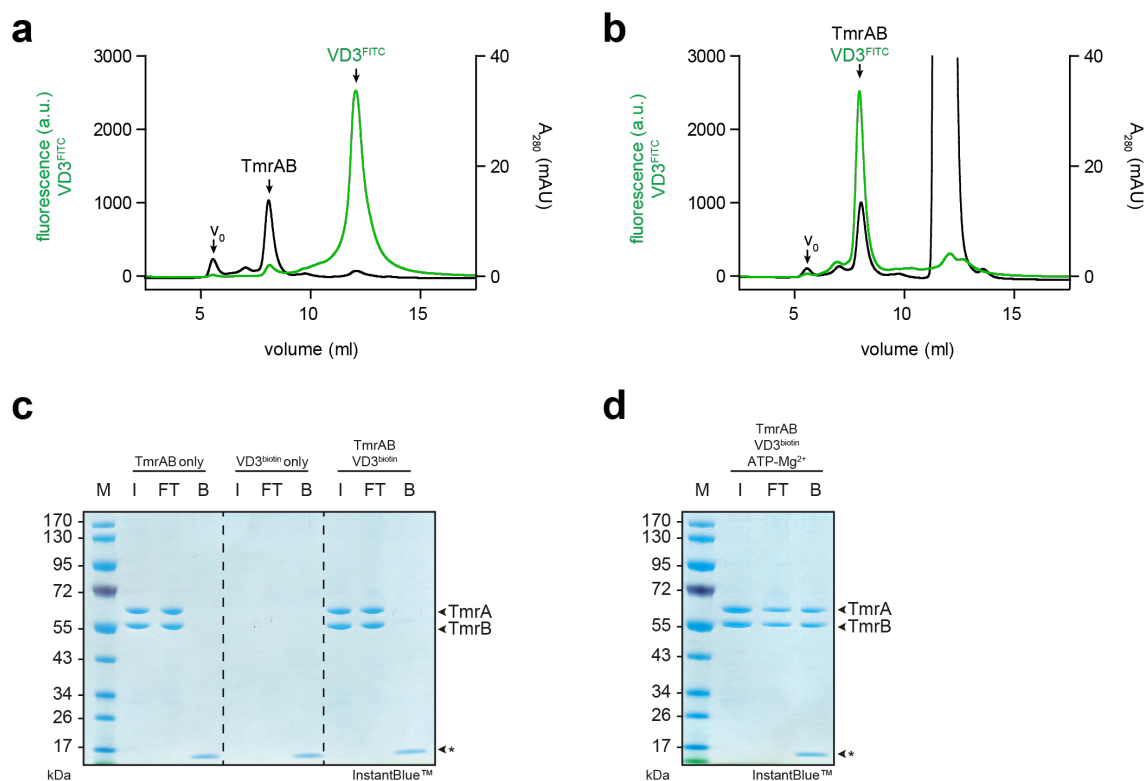 a
3000
2000
1000
0
fluorescence (a.u.)
VD3ᶠᴵᵀᶜ
VD3ᶠᴵᵀᶜ
TmrAB
v₀
40
20
0
A₂₈₀ (mAU)
5
10
15
volume (ml)
b
3000
2000
1000
0
fluorescence (a.u.)
VD3ᶠᴵᵀᶜ
TmrAB
VD3ᶠᴵᵀᶜ
v₀
40
20
0
A₂₈₀ (mAU)
5
10
15
volume (ml)
c
TmrAB only
VD3ᵇⁱᵒᵗⁱⁿ only
TmrAB
VD3ᵇⁱᵒᵗⁱⁿ
M I FT B I FT B I FT B
170
130
95
72
55
43
34
26
17
kDa
TmrA
TmrB
*
InstantBlue™
d
TmrAB
VD3ᵇⁱᵒᵗⁱⁿ
ATP-Mg²⁺
M I FT B
170
130
95
72
55
43
34
26
17
kDa
TmrA
TmrB
*
InstantBlue™